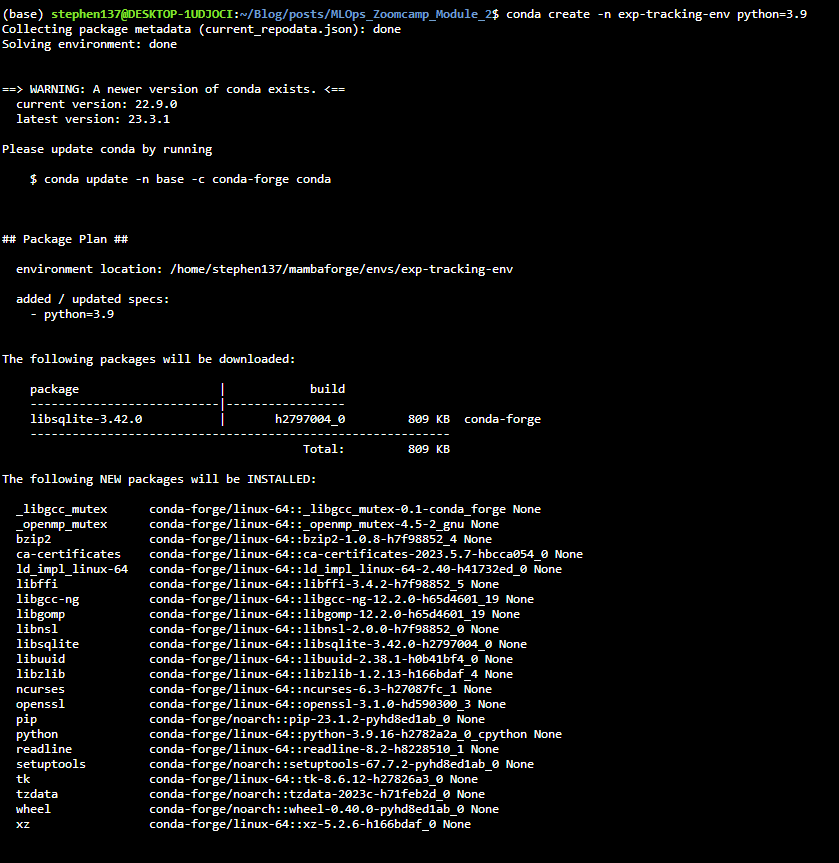 (base) stephen137@DESKTOP-1UDJOCI:~/Blog/posts/MLOps_Zoomcamp_Module_2$ conda create -n exp-tracking-env python=3.9
Collecting package metadata (current_repodata.json): done
Solving environment: done
==> WARNING: A newer version of conda exists. <==
  current version: 22.9.0
  latest version: 23.3.1
Please update conda by running
    $ conda update -n base -c conda-forge conda
## Package Plan ##
  environment location: /home/stephen137/mambaforge/envs/exp-tracking-env
  added / updated specs:
    - python=3.9
The following packages will be downloaded:
    package                    |            build
    ---------------------------|-----------------
    libsqlite-3.42.0           |       h2797004_0         809 KB  conda-forge
    ------------------------------------------------------------
                                           Total:         809 KB
The following NEW packages will be INSTALLED:
  _libgcc_mutex      conda-forge/linux-64::_libgcc_mutex-0.1-conda_forge None
  _openmp_mutex      conda-forge/linux-64::_openmp_mutex-4.5-2_gnu None
  bzip2              conda-forge/linux-64::bzip2-1.0.8-h7f98852_4 None
  ca-certificates    conda-forge/linux-64::ca-certificates-2023.5.7-hbcca054_0 None
  ld_impl_linux-64   conda-forge/linux-64::ld_impl_linux-64-2.40-h41732ed_0 None
  libffi             conda-forge/linux-64::libffi-3.4.2-h7f98852_5 None
  libgcc-ng          conda-forge/linux-64::libgcc-ng-12.2.0-h65d4601_19 None
  libgomp            conda-forge/linux-64::libgomp-12.2.0-h65d4601_19 None
  libnsl             conda-forge/linux-64::libnsl-2.0.0-h7f98852_0 None
  libsqlite          conda-forge/linux-64::libsqlite-3.42.0-h2797004_0 None
  libuuid            conda-forge/linux-64::libuuid-2.38.1-h0b41bf4_0 None
  libzlib            conda-forge/linux-64::libzlib-1.2.13-h166bdaf_4 None
  ncurses            conda-forge/linux-64::ncurses-6.3-h27087fc_1 None
  openssl            conda-forge/linux-64::openssl-3.1.0-hd590300_3 None
  pip                conda-forge/noarch::pip-23.1.2-pyhd8ed1ab_0 None
  python             conda-forge/linux-64::python-3.9.16-h2782a2a_0_cpython None
  readline           conda-forge/linux-64::readline-8.2-h8228510_1 None
  setuptools         conda-forge/noarch::setuptools-67.7.2-pyhd8ed1ab_0 None
  tk                 conda-forge/linux-64::tk-8.6.12-h27826a3_0 None
  tzdata             conda-forge/noarch::tzdata-2023c-h71feb2d_0 None
  wheel              conda-forge/noarch::wheel-0.40.0-pyhd8ed1ab_0 None
  xz                 conda-forge/linux-64::xz-5.2.6-h166bdaf_0 None